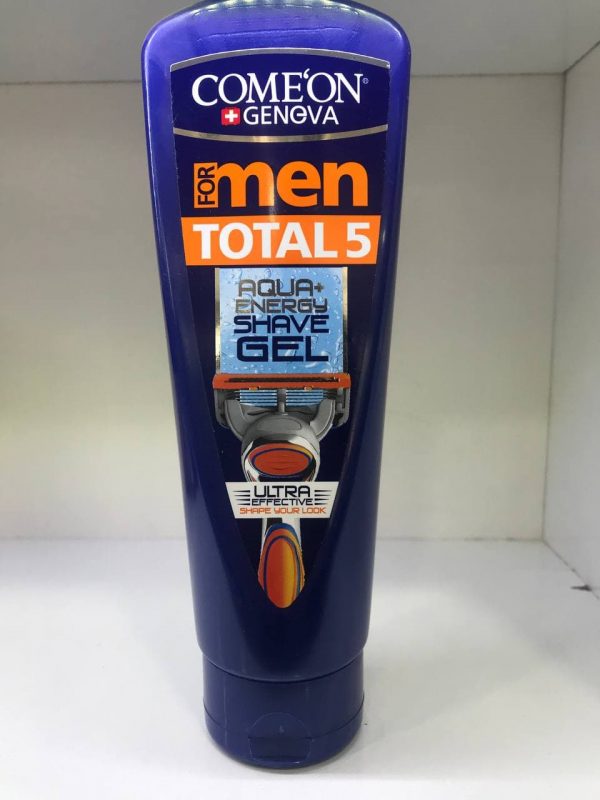 COME'ON®
GENOVA
FOR men
TOTAL 5
AQUA+
ENERGY
SHAVE
GEL
ULTRA
EFFECTIVE
SHAPE YOUR LOOK